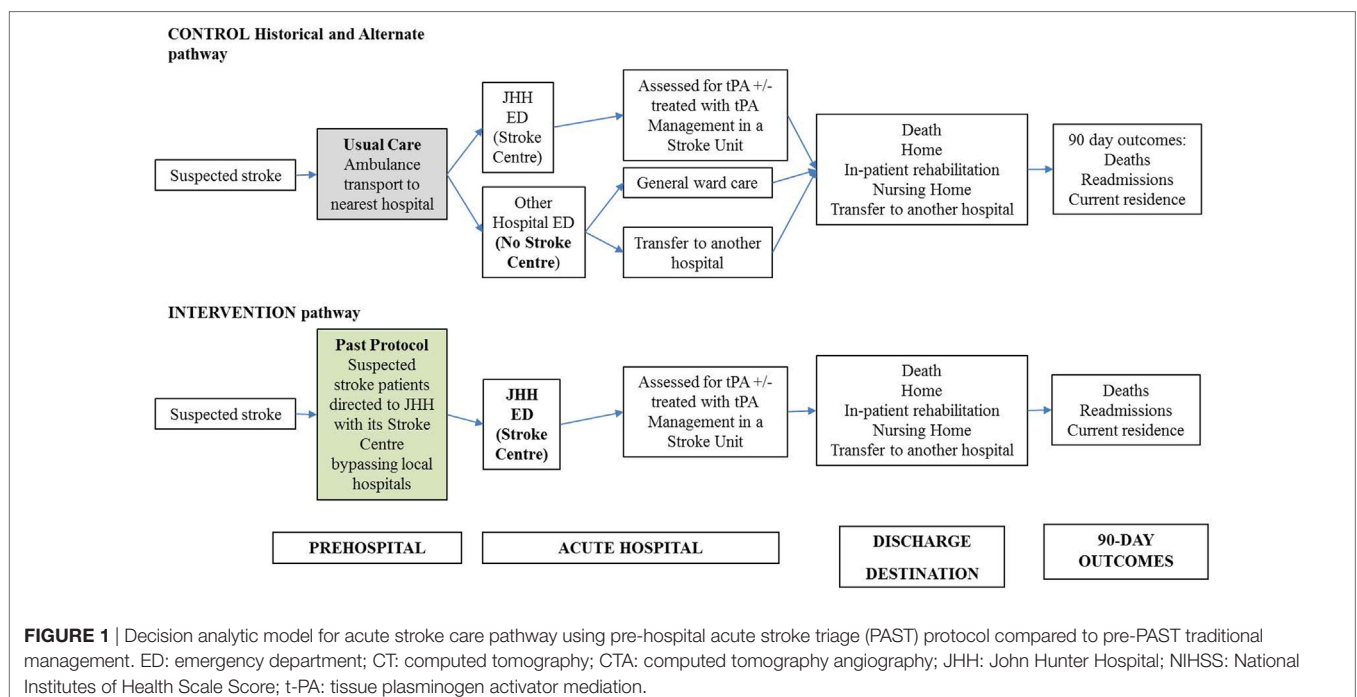 CONTROL Historical and Alternate
pathway
Suspected stroke
Usual Care
Ambulance
transport to
nearest hospital
JHH
ED
(Stroke
Centre)
Other
Hospital ED
(No Stroke
Centre)
Assessed for tPA +/-
treated with tPA
Management in a
Stroke Unit
General ward care
Transfer to another
hospital
Death
Home
In-patient rehabilitation
Nursing Home
Transfer to another hospital
90 day outcomes:
Deaths
Readmissions
Current residence
INTERVENTION pathway
Suspected stroke
Past Protocol
Suspected
stroke patients
directed to JHH
with its Stroke
Centre
bypassing local
hospitals
JHH
ED
(Stroke
Centre)
Assessed for tPA +/-
treated with tPA
Management in a
Stroke Unit
Death
Home
In-patient rehabilitation
Nursing Home
Transfer to another hospital
Deaths
Readmissions
Current residence
PREHOSPITAL
ACUTE HOSPITAL
DISCHARGE
DESTINATION
90-DAY
OUTCOMES
FIGURE 1 | Decision analytic model for acute stroke care pathway using pre-hospital acute stroke triage (PAST) protocol compared to pre-PAST traditional
management. ED: emergency department; CT: computed tomography; CTA: computed tomography angiography; JHH: John Hunter Hospital; NIHSS: National
Institutes of Health Scale Score; t-PA: tissue plasminogen activator mediation.